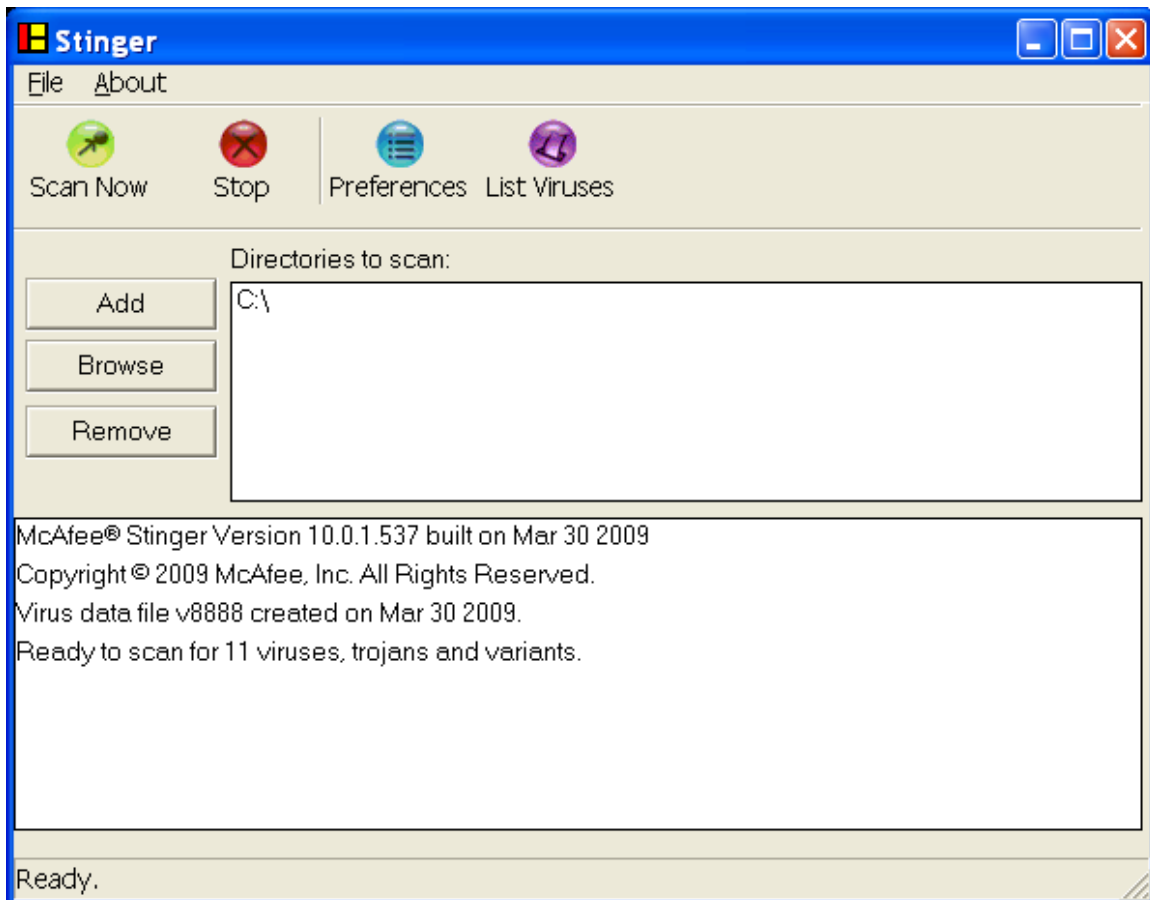 Stinger
File About
Scan Now Stop Preferences List Viruses
Directories to scan:
Add
C:\
Browse
Remove
McAfee® Stinger Version 10.0.1.537 built on Mar 30 2009
Copyright © 2009 McAfee, Inc. All Rights Reserved.
Virus data file v8888 created on Mar 30 2009.
Ready to scan for 11 viruses, trojans and variants.
Ready.